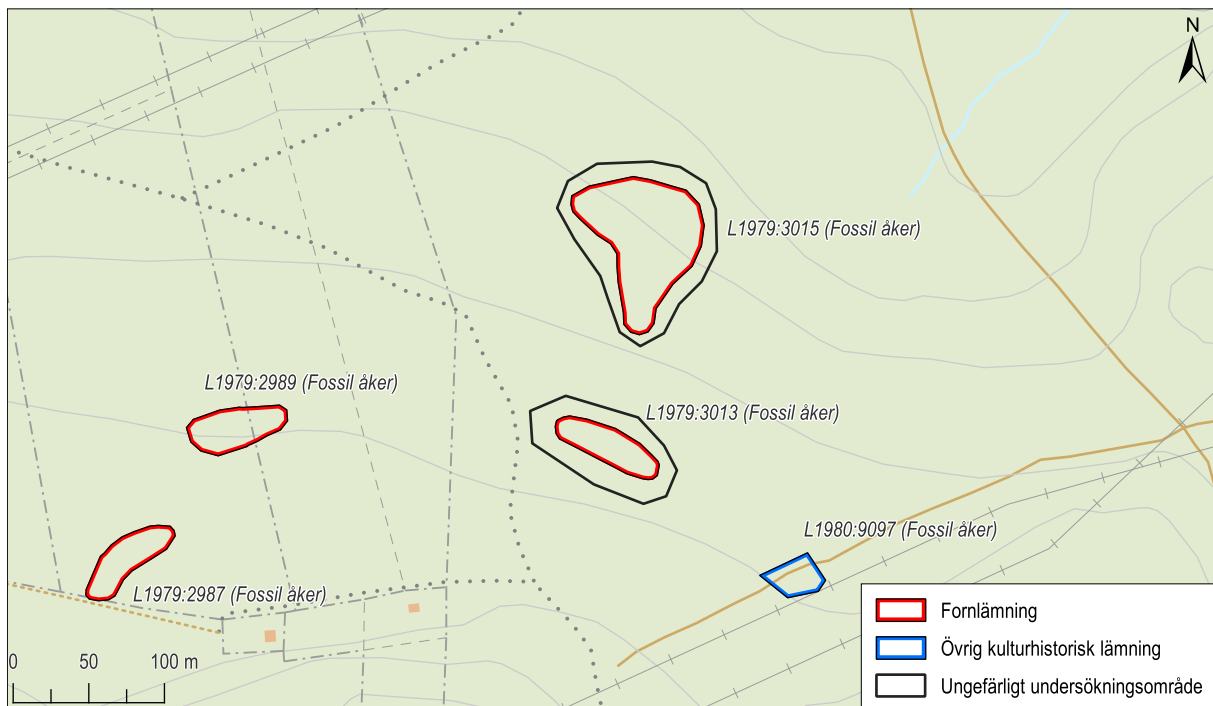 N
L1979:3015 (Fossil åker)
L1979:2989 (Fossil åker)
L1979:3013 (Fossil åker)
L1980:9097 (Fossil åker)
L1979:2987 (Fossil åker)
0 50 100 m
Fornlämning
Övrig kulturhistorisk lämning
Ungefärligt undersökningsområde